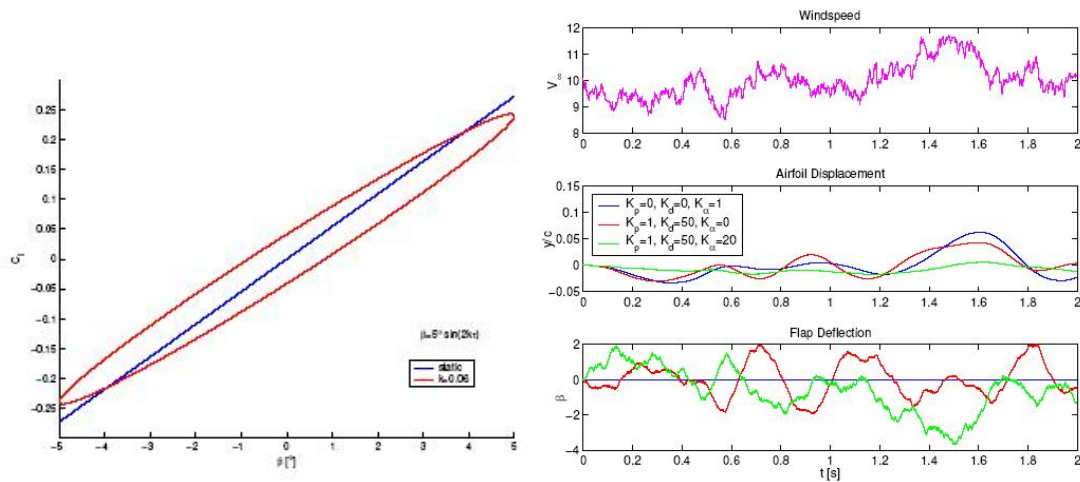 0.25
0.2
0.15
0.1
0.05
0
-0.05
-0.1
-0.15
-0.2
-0.25
C_l
β=5° sin(2kτ)
static
k=0.06
-5 -4 -3 -2 -1 0 1 2 3 4 5
β [°]
Windspeed
12
11
10
9
8
V_∞
0 0.2 0.4 0.6 0.8 1 1.2 1.4 1.6 1.8 2
Airfoil Displacement
0.15
0.1
0.05
0
−0.05
y/c
K_p=0, K_d=0, K_α=1
K_p=1, K_d=50, K_α=0
K_p=1, K_d=50, K_α=20
0 0.2 0.4 0.6 0.8 1 1.2 1.4 1.6 1.8 2
Flap Deflection
2
0
−2
−4
β
0 0.2 0.4 0.6 0.8 1 1.2 1.4 1.6 1.8 2
t [s]